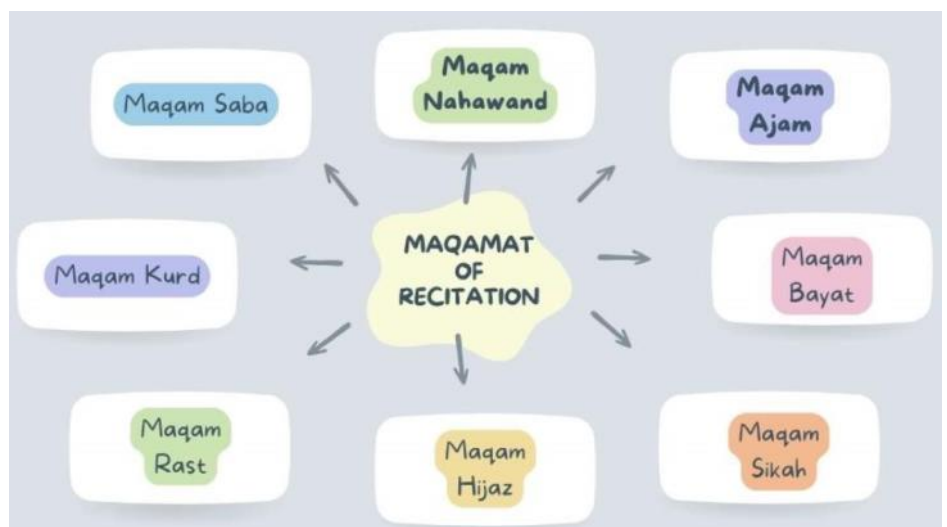 Maqam Saba
Maqam
Nahawand
Maqam
Ajam
Maqam Kurd
MAQAMAT
OF
RECITATION
Maqam
Bayat
Maqam
Rast
Maqam
Hijaz
Maqam
Sikah